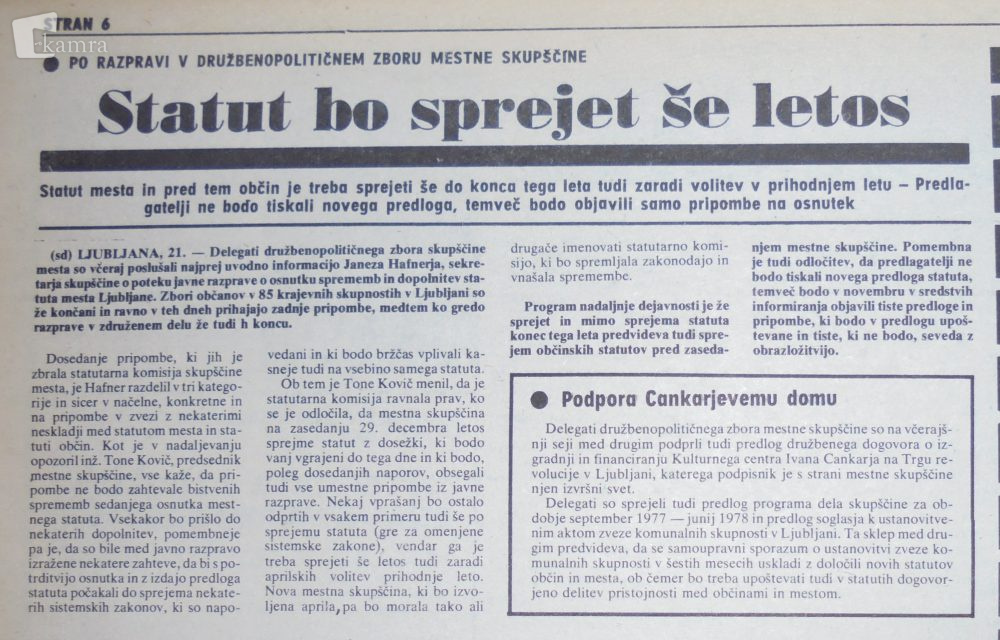 STRAN 6
kamra
● PO RAZPRAVI V DRUŽBENOPOLITIČNEM ZBORU MESTNE SKUPŠČINE
Statut bo sprejet še letos
Statut mesta in pred tem občin je treba sprejeti še do konca tega leta tudi zaradi volitev v prihodnjem letu – Predla-
gatelji ne bodo tiskali novega predloga, temveč bodo objavili samo pripombe na osnutek
(sd) LJUBLJANA, 21. — Delegati družbenopolitičnega zbora skupščine
mesta so včeraj poslušali najprej uvodno informacijo Janeza Hafnerja, sekre-
tarja skupščine o poteku javne razprave o osnutku sprememb in dopolnitev sta-
tuta mesta Ljubljane. Zbori občanov v 85 krajevnih skupnostih v Ljubljani so
že končani in ravno v teh dneh prihajajo zadnje pripombe, medtem ko gredo
razprave v združenem delu že tudi h koncu.
Dosedanje pripombe, ki jih je
zbrala statutarna komisija skupščine
mesta, je Hafner razdelil v tri katego-
rije in sicer v načelne, konkretne in
na pripombe v zvezi z nekaterimi
neskladji med statutom mesta in sta-
tuti občin. Kot je v nadaljevanju
opozoril inž. Tone Kovič, predsednik
mestne skupščine, vse kaže, da pri-
pombe ne bodo zahtevale bistvenih
sprememb sedanjega osnutka mest-
nega statuta. Vsekakor bo prišlo do
nekaterih dopolnitev, pomembneje
pa je, da so bile med javno razpravo
izražene nekatere zahteve, da bi s po-
trditvijo osnutka in z izdajo predloga
statuta počakali do sprejema nekate-
rih sistemskih zakonov, ki so napo-
vedani in ki bodo bržčas vplivali ka-
sneje tudi na vsebino samega statuta.
Ob tem je Tone Kovič menil, da je
statutarna komisija ravnala prav, ko
se je odločila, da mestna skupščina
na zasedanju 29. decembra letos
sprejme statut z dosežki, ki bodo
vanj vgrajeni do tega dne in ki bodo,
poleg dosedanjih naporov, obsegali
tudi vse umestne pripombe iz javne
razprave. Nekaj vprašanj bo ostalo
odprtih v vsakem primeru tudi še po
sprejemu statuta (gre za omenjene
sistemske zakone), vendar ga je
treba sprejeti še letos tudi zaradi
aprilskih volitev prihodnje leto.
Nova mestna skupščina, ki bo izvo-
ljena aprila, pa bo morala tako ali
drugače imenovati statutarno komi-
sijo, ki bo spremljala zakonodajo in
vnašala spremembe.
Program nadaljnje dejavnosti je že
sprejet in mimo sprejema statuta
konec tega leta predvideva tudi spre-
jem občinskih statutov pred zaseda-
njem mestne skupščine. Pomembna
je tudi odločitev, da predlagatelji ne
bodo tiskali novega predloga statuta,
temveč bodo v novembru v sredstvih
informiranja objavili tiste predloge in
pripombe, ki bodo v predlogu upoš-
tevane in tiste, ki ne bodo, seveda z
obrazložitvijo.
● Podpora Cankarjevemu domu
Delegati družbenopolitičnega zbora mestne skupščine so na včerajš-
nji seji med drugim podprli tudi predlog družbenega dogovora o iz-
gradnji in financiranju Kulturnega centra Ivana Cankarja na Trgu re-
volucije v Ljubljani, katerega podpisnik je s strani mestne skupščine
njen izvršni svet.
Delegati so sprejeli tudi predlog programa dela skupščine za ob-
dobje september 1977 — junij 1978 in predlog soglasja k ustanovitve-
nim aktom zveze komunalnih skupnosti v Ljubljani. Ta sklep med dru-
gim predvideva, da se samoupravni sporazum o ustanovitvi zveze ko-
munalnih skupnosti v šestih mesecih uskladi z določili novih statutov
občin in mesta, ob čemer bo treba upoštevati tudi v statutih dogovor-
jeno delitev pristojnosti med občinami in mestom.